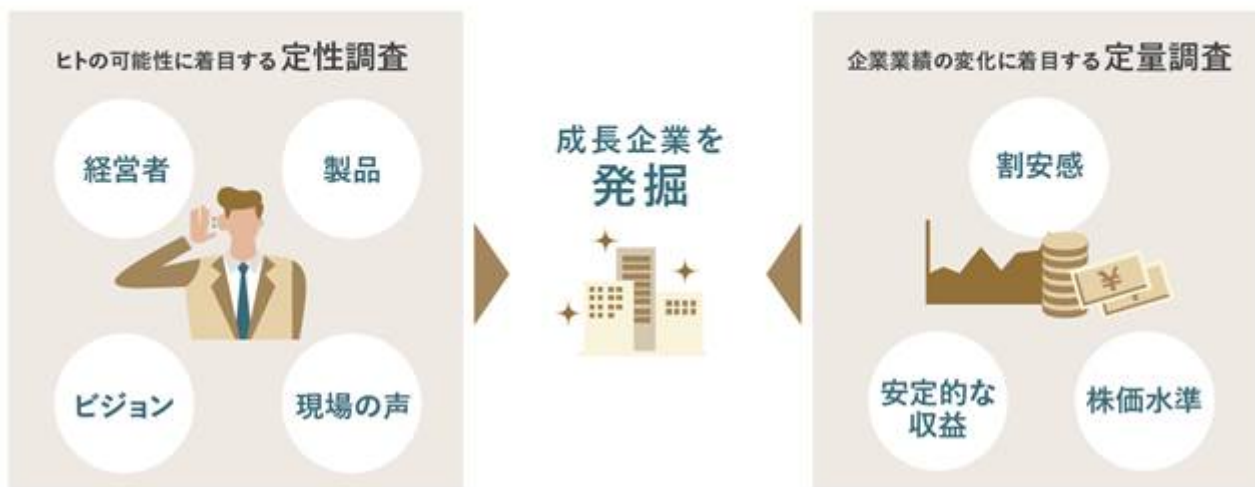 ヒトの可能性に着目する定性調査
経営者
製品
ビジョン
現場の声
成長企業を
発掘
企業業績の変化に着目する定量調査
割安感
安定的な
収益
株価水準